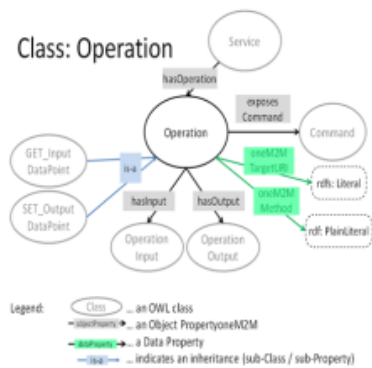 Class: Operation
Service
hasOperation
exposes
Command
Operation
Command
GET_Input
DataPoint
is-a
oneM2M
TargetURI
rdfs: Literal
SET_Output
DataPoint
oneM2M
Method
hasInput
hasOutput
rdf: PlainLiteral
Operation
Input
Operation
Output
Legend:
Class
... an OWL class
objectProperty
... an Object PropertyoneM2M
dataProperty
... a Data Property
is-a
... indicates an inheritance (sub-Class / sub-Property)